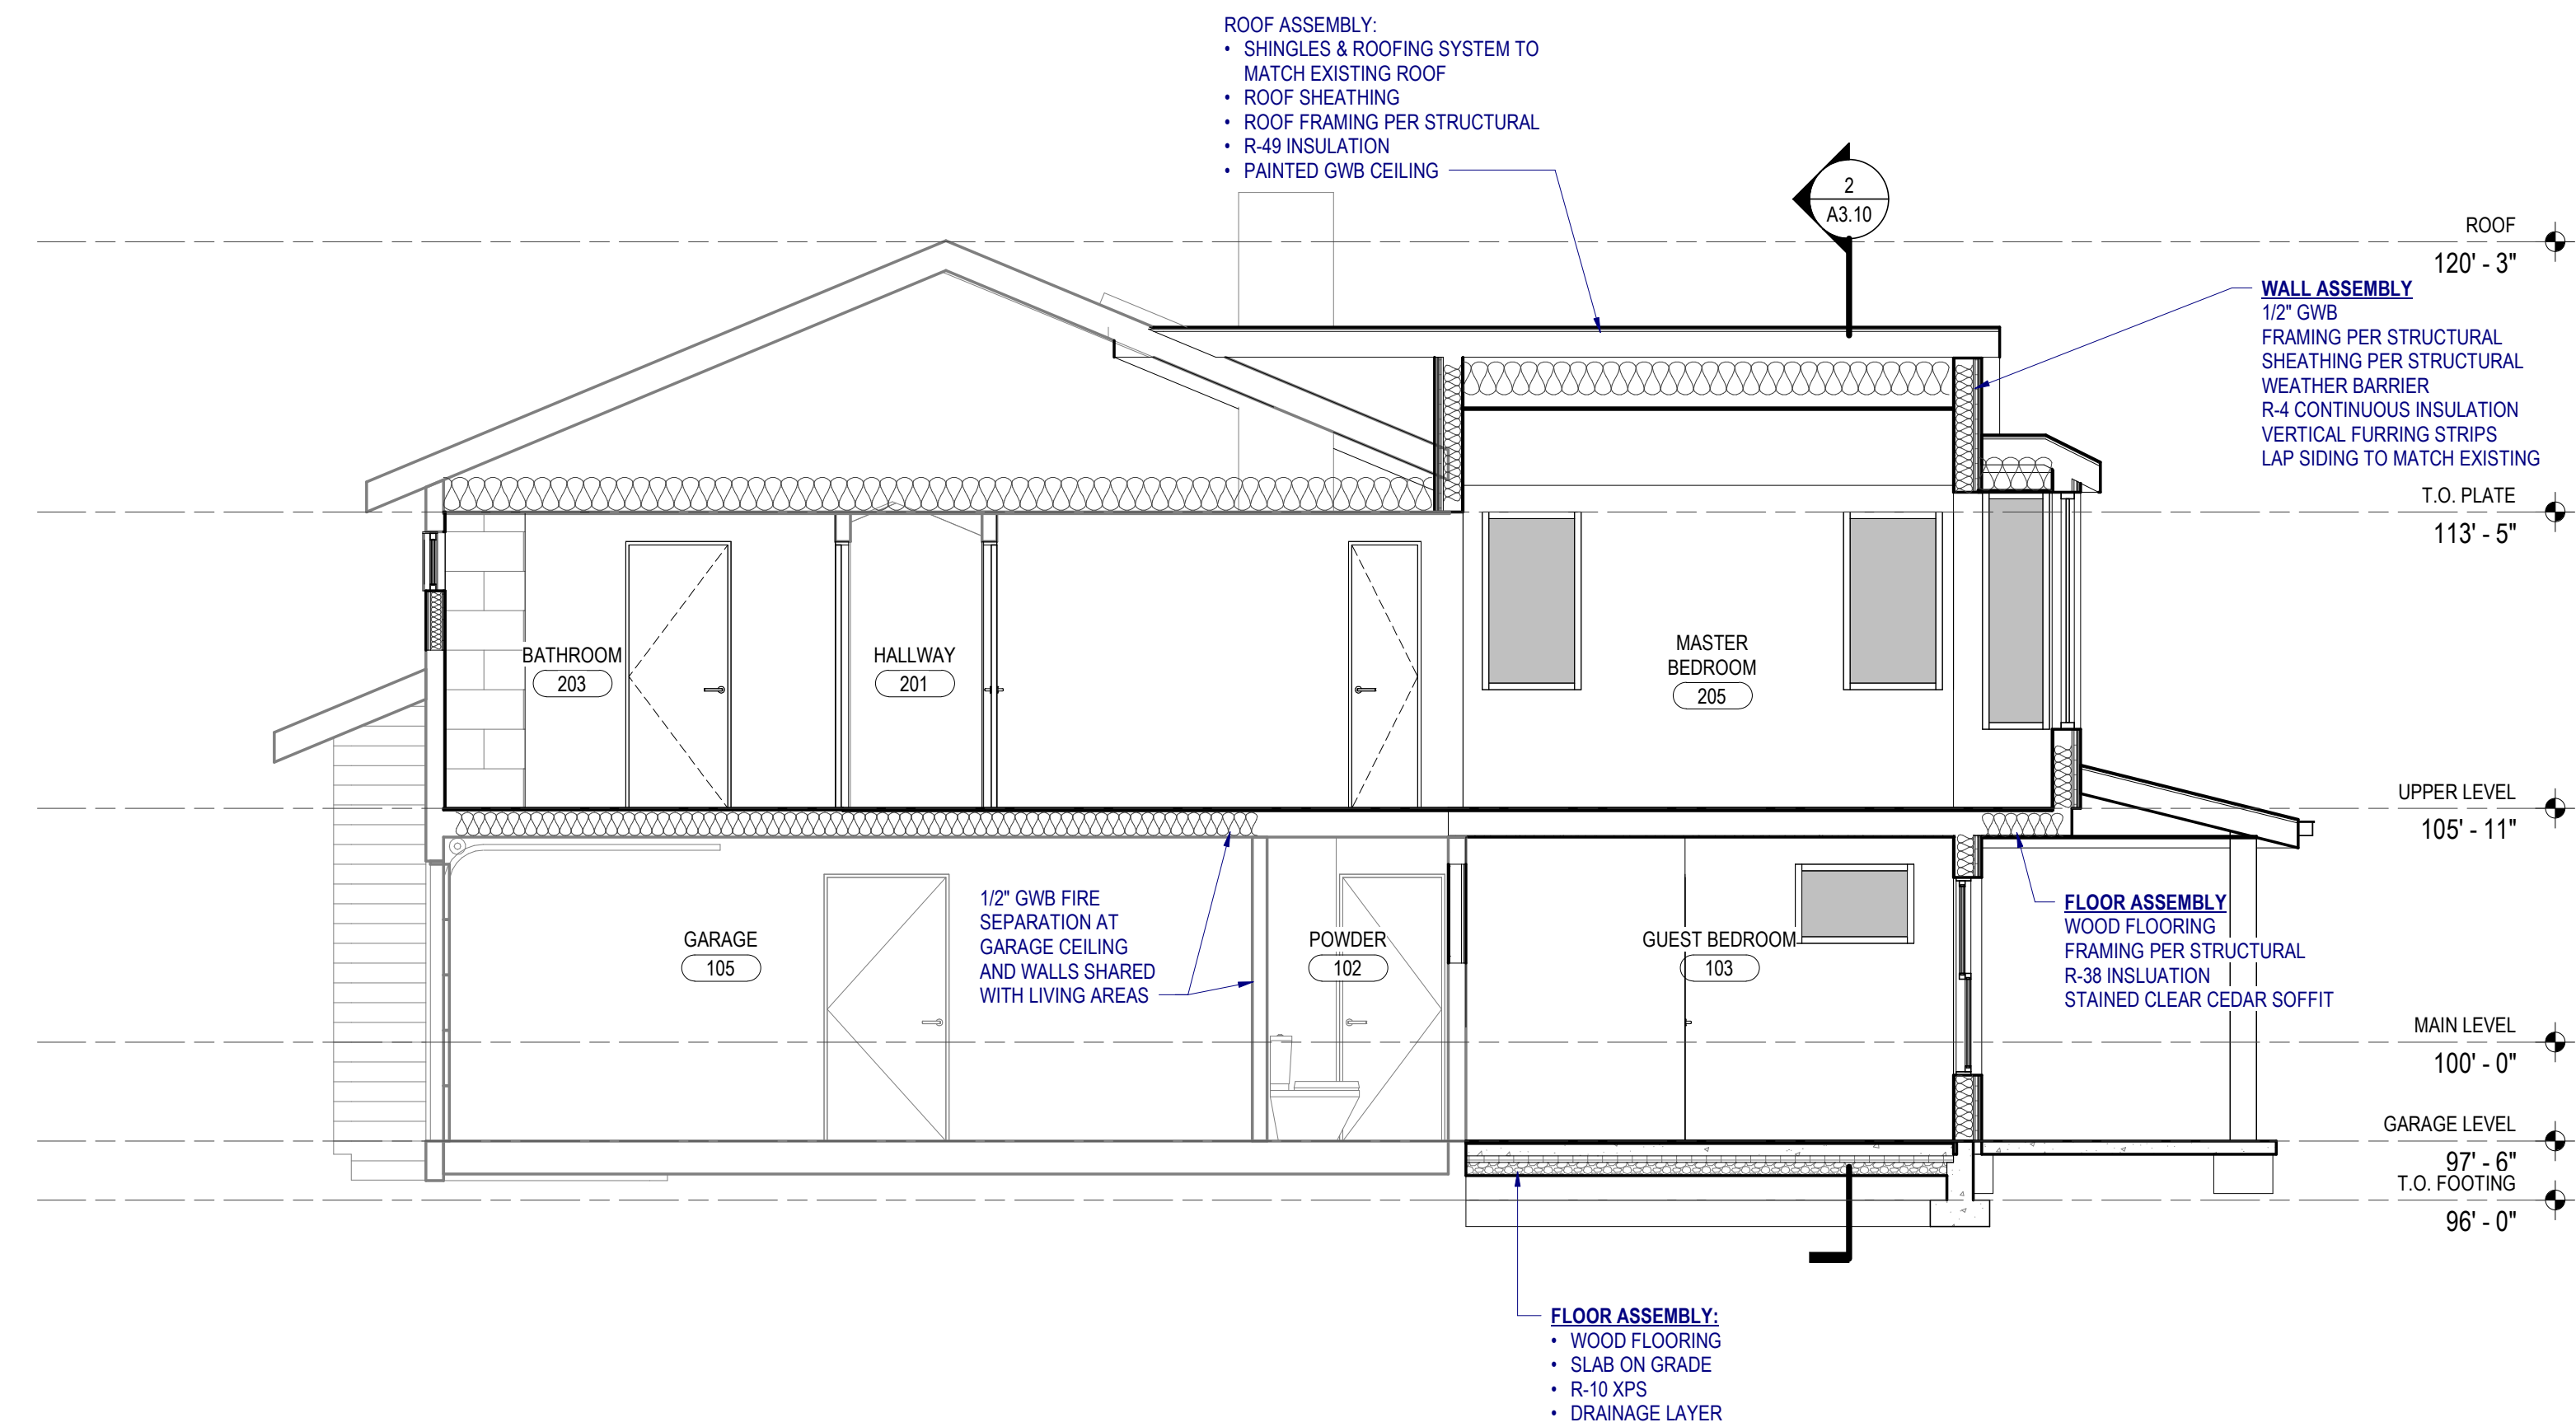 ROOF ASSEMBLY:
• SHINGLES & ROOFING SYSTEM TO
MATCH EXISTING ROOF
• ROOF SHEATHING
• ROOF FRAMING PER STRUCTURAL
• R-49 INSULATION
• PAINTED GWB CEILING
2
A3.10
ROOF
120' - 3"
WALL ASSEMBLY
1/2" GWB
FRAMING PER STRUCTURAL
SHEATHING PER STRUCTURAL
WEATHER BARRIER
R-4 CONTINUOUS INSULATION
VERTICAL FURRING STRIPS
LAP SIDING TO MATCH EXISTING
T.O. PLATE
113' - 5"
BATHROOM
203
HALLWAY
201
MASTER
BEDROOM
205
UPPER LEVEL
105' - 11"
1/2" GWB FIRE
SEPARATION AT
GARAGE CEILING
AND WALLS SHARED
WITH LIVING AREAS
GARAGE
105
POWDER
102
GUEST BEDROOM
103
FLOOR ASSEMBLY
WOOD FLOORING
FRAMING PER STRUCTURAL
R-38 INSLUATION
STAINED CLEAR CEDAR SOFFIT
MAIN LEVEL
100' - 0"
GARAGE LEVEL
97' - 6"
T.O. FOOTING
96' - 0"
FLOOR ASSEMBLY:
• WOOD FLOORING
• SLAB ON GRADE
• R-10 XPS
• DRAINAGE LAYER